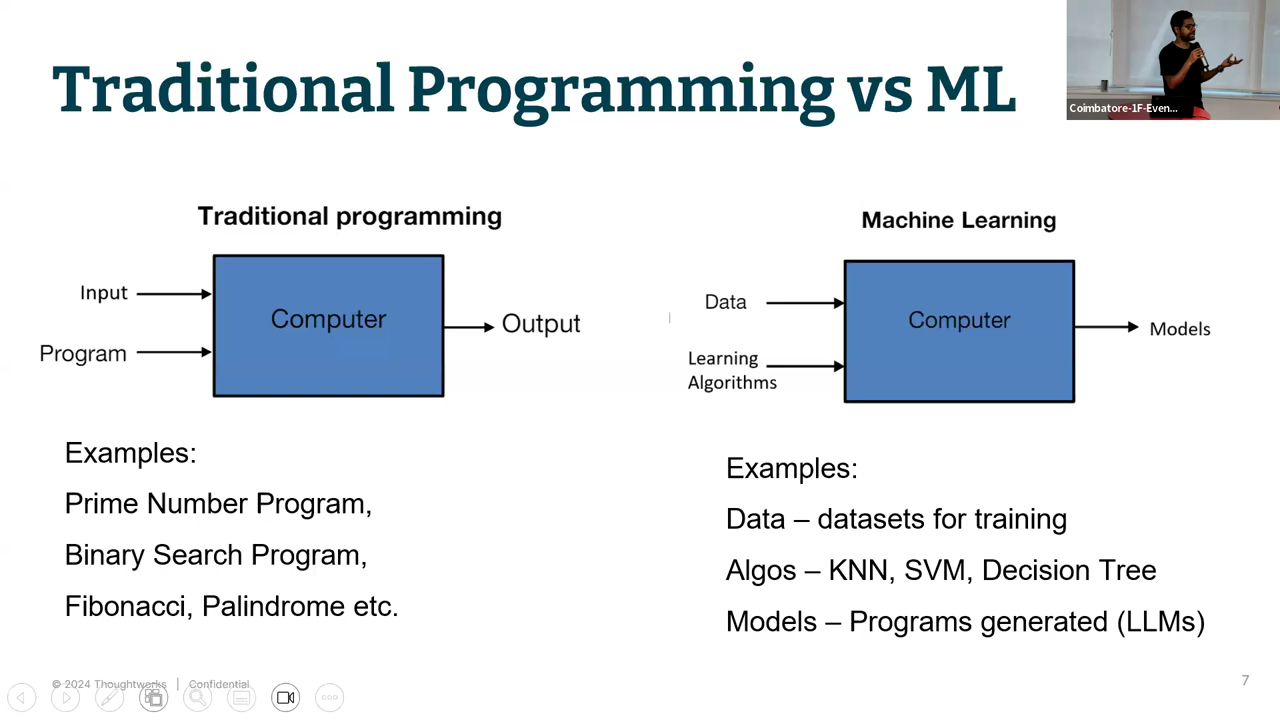 Traditional Programming vs ML
Coimbatore-1F-Even...
Traditional programming
Input
Program
Computer
Output
Examples:
Prime Number Program,
Binary Search Program,
Fibonacci, Palindrome etc.
Machine Learning
Data
Learning
Algorithms
Computer
Models
Examples:
Data – datasets for training
Algos – KNN, SVM, Decision Tree
Models – Programs generated (LLMs)
© 2024 Thoughtworks | Confidential
7